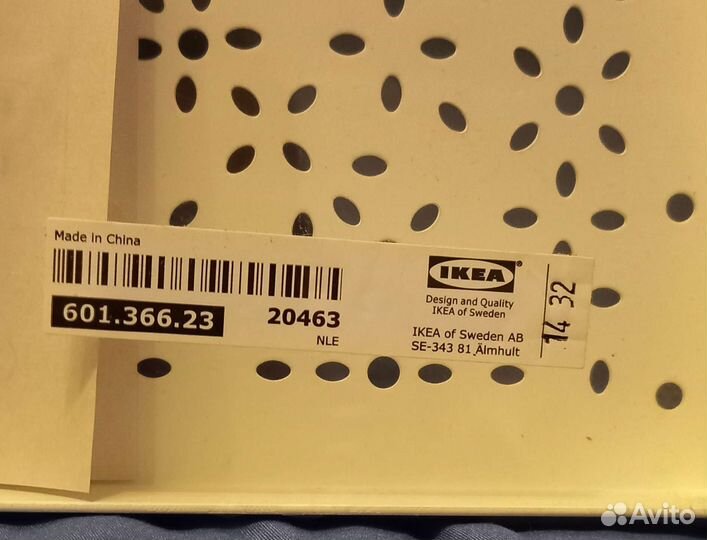 Made in China
601.366.23
20463
NLE
IKEA®
Design and Quality
IKEA of Sweden
IKEA of Sweden AB
SE-343 81 Älmhult
14 32
Avito